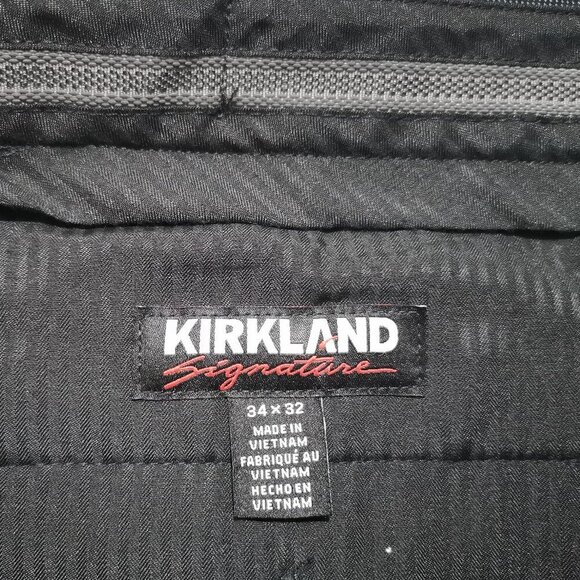 KIRKLAND
Signature
34 × 32
MADE IN
VIETNAM
FABRIQUÉ AU
VIETNAM
HECHO EN
VIETNAM